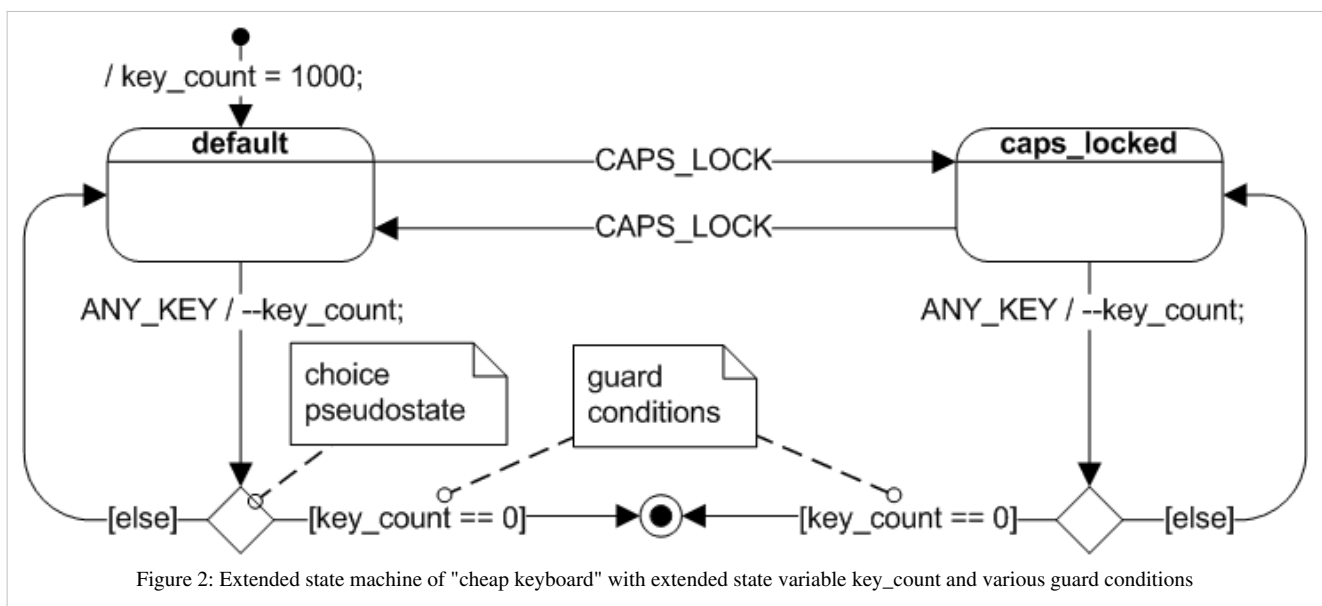 / key_count = 1000;
default
caps_locked
CAPS_LOCK
CAPS_LOCK
ANY_KEY / --key_count;
ANY_KEY / --key_count;
choice
pseudostate
guard
conditions
[else]
[key_count == 0]
[key_count == 0]
[else]
Figure 2: Extended state machine of "cheap keyboard" with extended state variable key_count and various guard conditions